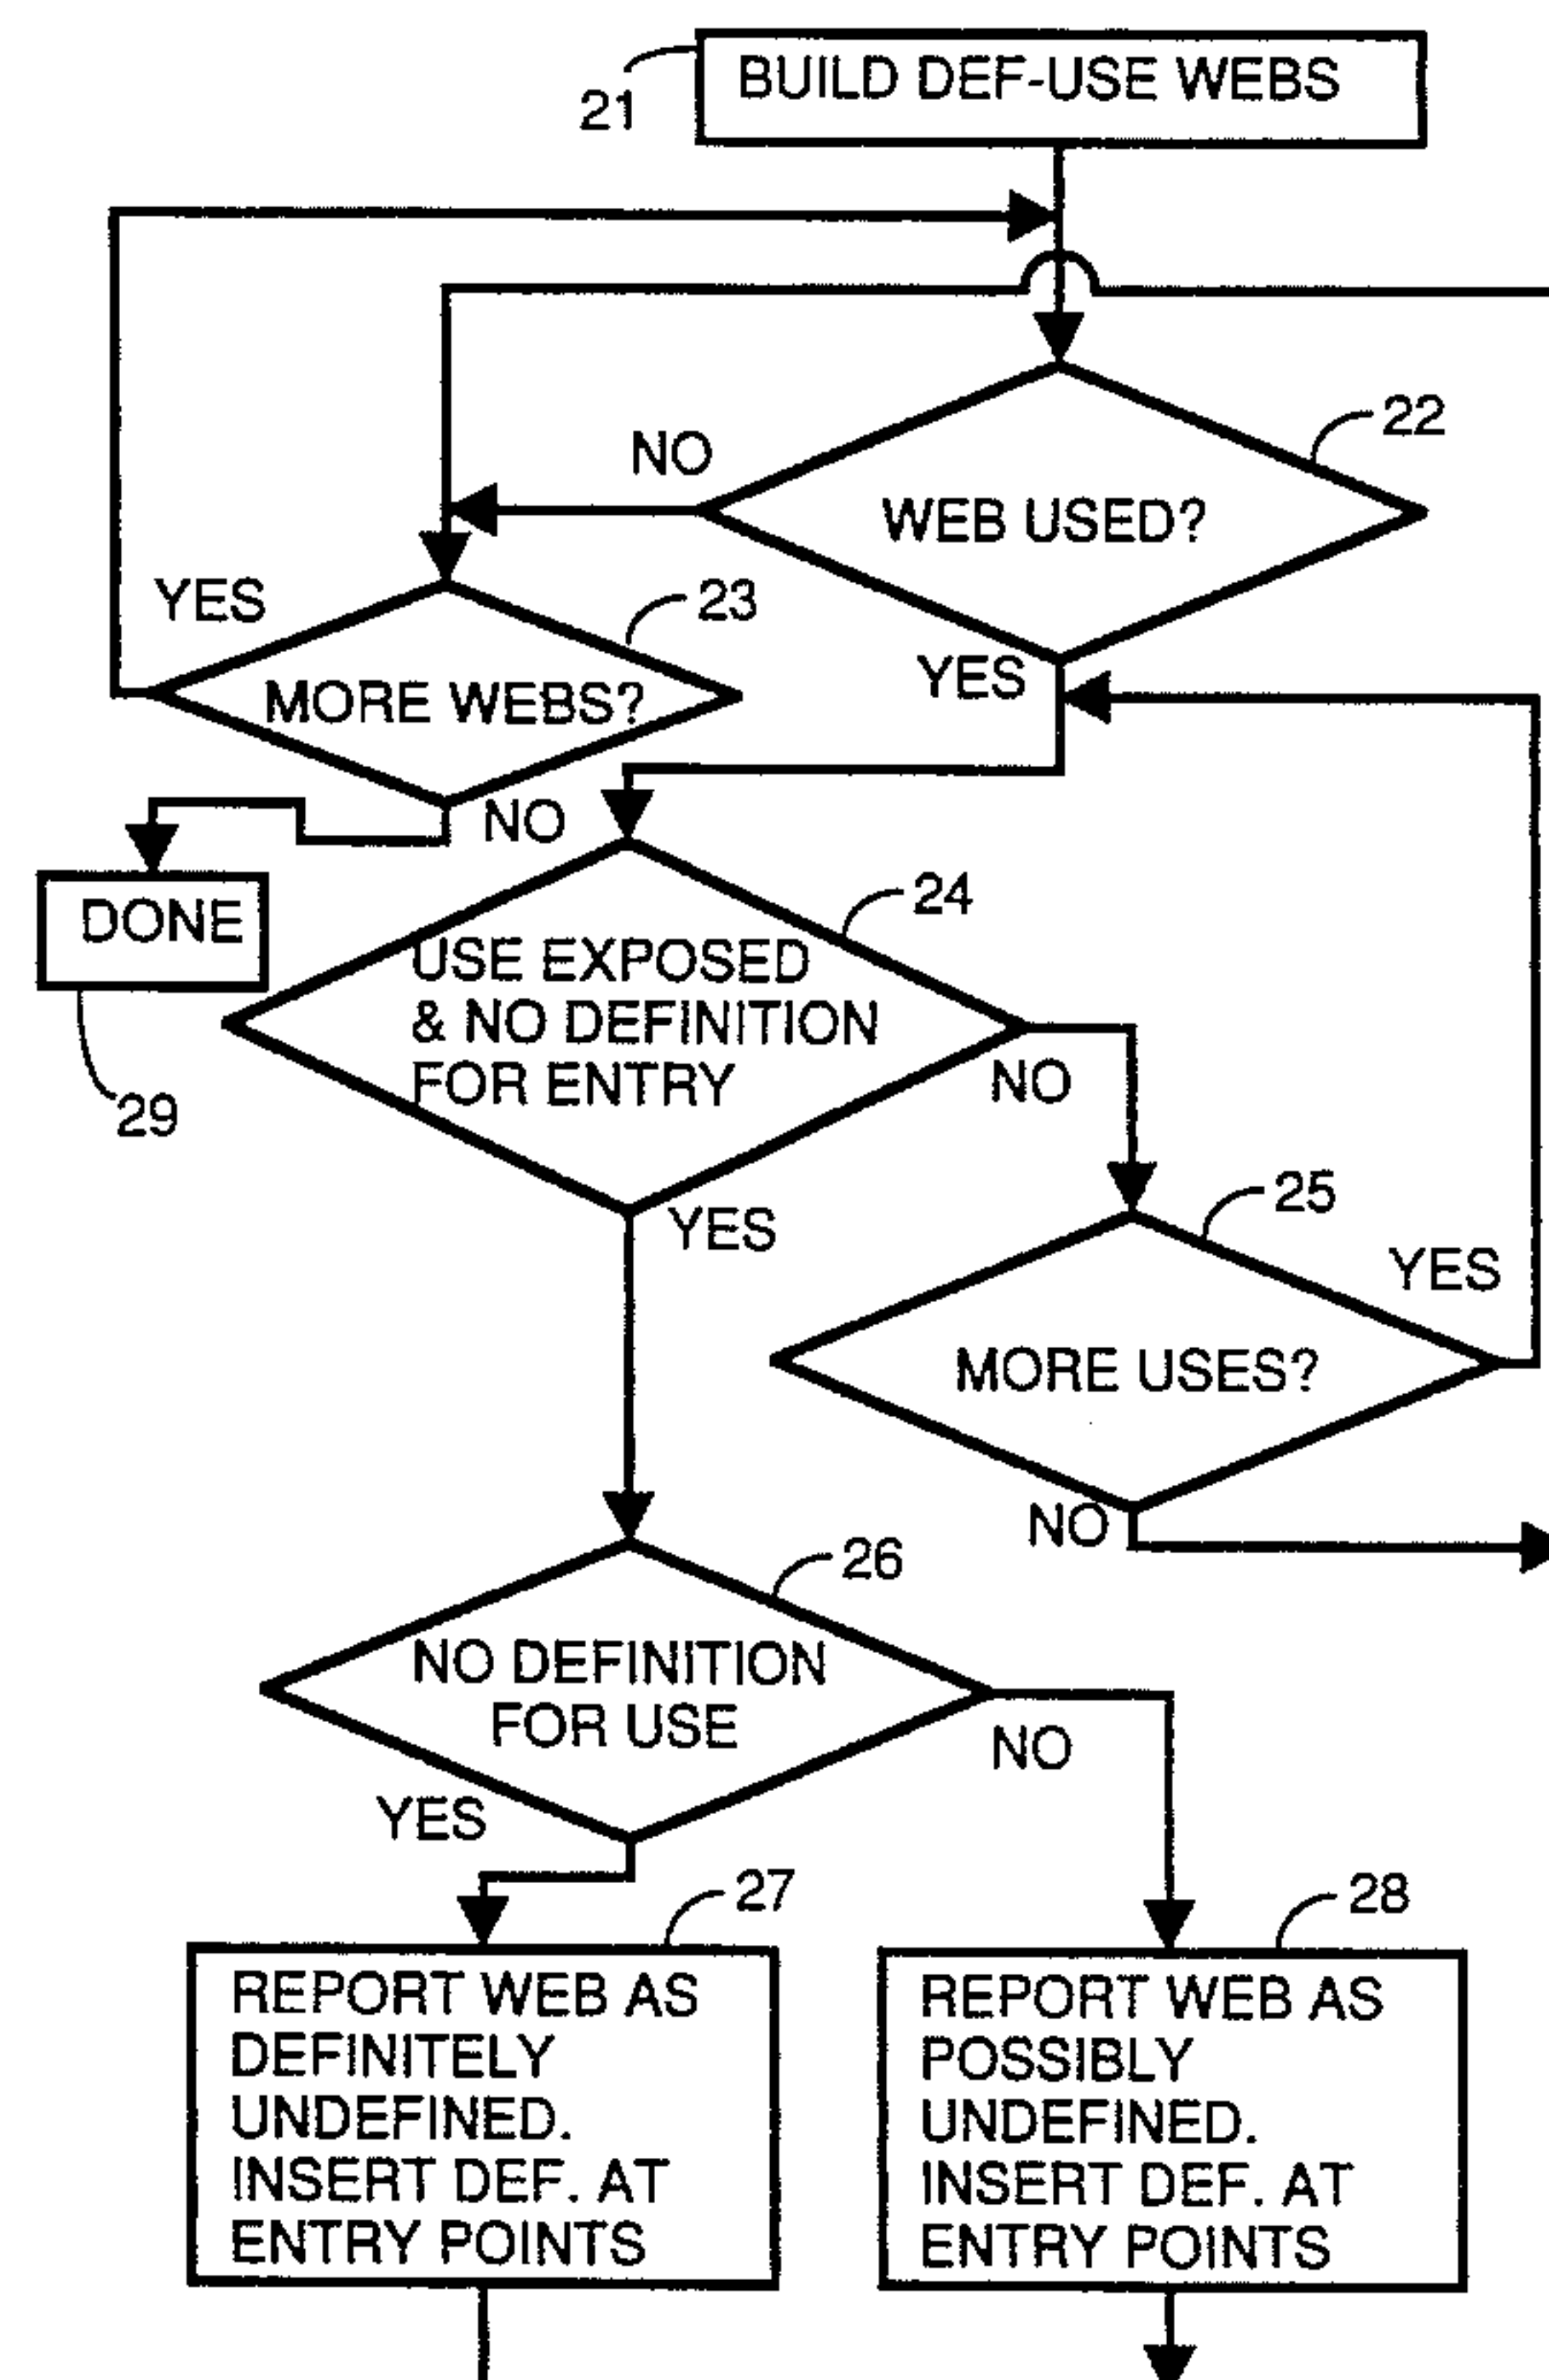 BUILD DEF-USE WEBS
21
22
NO
WEB USED?
YES
23
YES
MORE WEBS?
NO
DONE
24
USE EXPOSED
& NO DEFINITION
FOR ENTRY
29
NO
25
YES
YES
MORE USES?
NO
26
NO DEFINITION
FOR USE
NO
YES
27
28
REPORT WEB AS
DEFINITELY
UNDEFINED.
INSERT DEF. AT
ENTRY POINTS
REPORT WEB AS
POSSIBLY
UNDEFINED.
INSERT DEF. AT
ENTRY POINTS